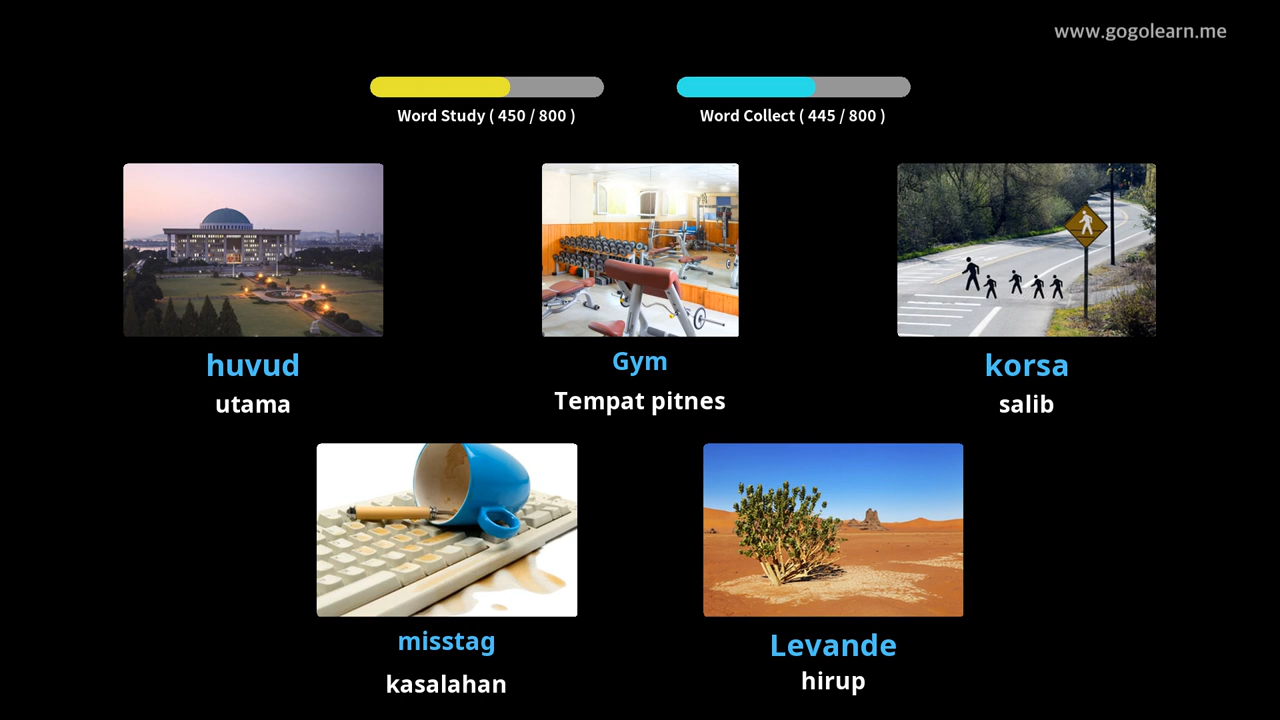 www.gogolearn.me
Word Study ( 450 / 800 )
Word Collect ( 445 / 800 )
huvud
utama
Gym
Tempat pitnes
korsa
salib
misstag
kasalahan
Levande
hirup